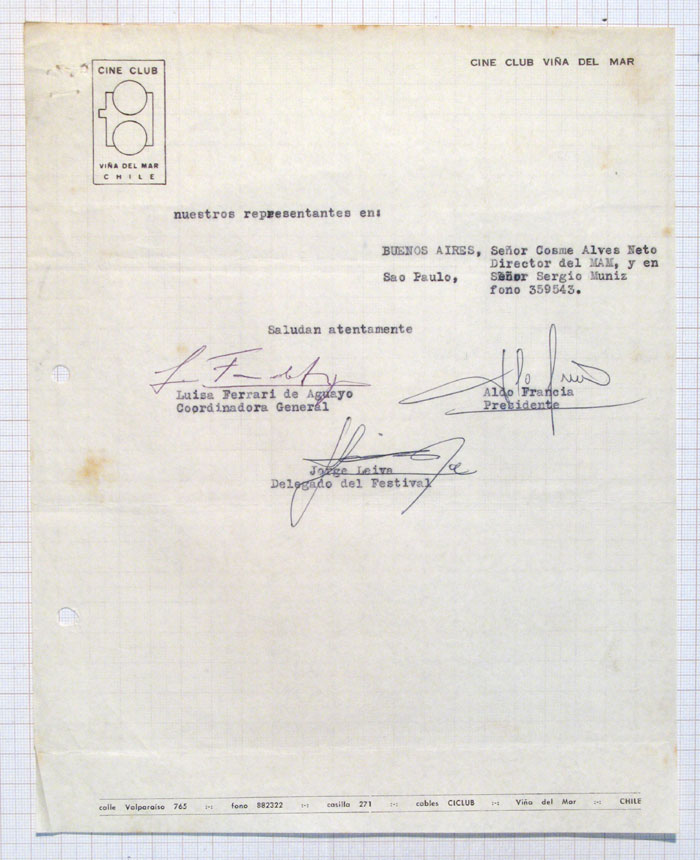 CINE CLUB
VIÑA DEL MAR
CHILE
CINE CLUB VIÑA DEL MAR
nuestros representantes en:
BUENOS AIRES, Señor Cosme Alves Neto
Director del MAM, y en
Sao Paulo, Señor Sergio Muniz
fono 359543.
Saludan atentamente
Luisa Ferrari de Aguayo
Coordinadora General
Aldo Francia
Presidente
Jorge Leiva
Delegado del Festival
calle Valparaiso 765 :-: fono 882322 :-: casilla 271 :-: cables CICLUB :-: Viña del Mar :-: CHILE